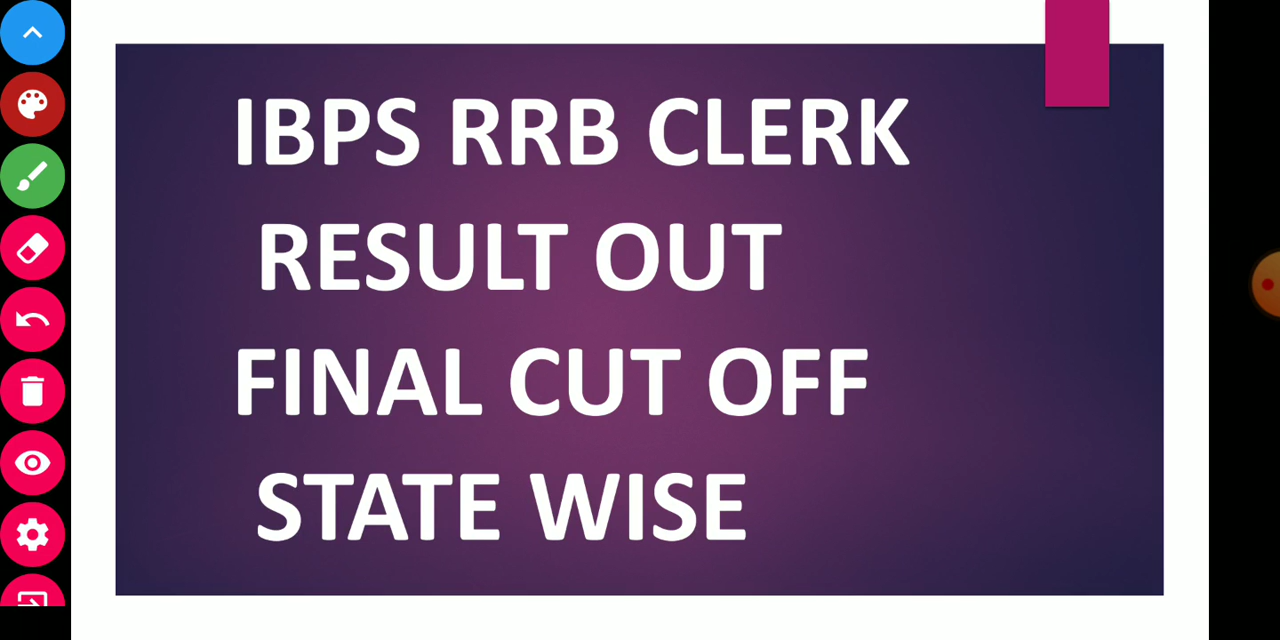 IBPS RRB CLERK
RESULT OUT
FINAL CUT OFF
STATE WISE